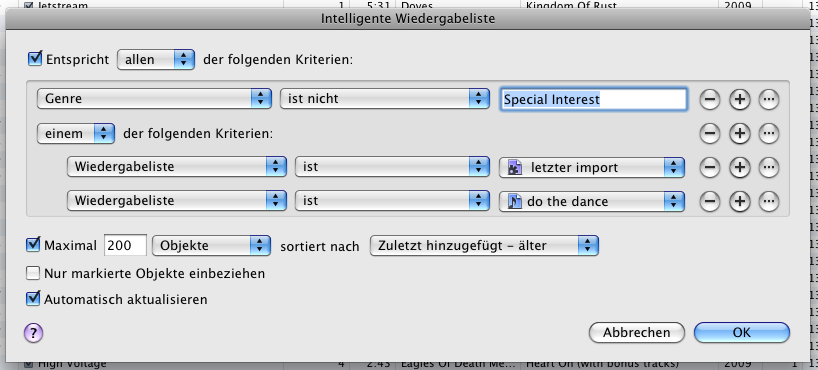 Jetstream 1 5:31 Doves Kingdom Of Rust 2009
Intelligente Wiedergabeliste
Entspricht allen der folgenden Kriterien:
Genre ist nicht Special Interest
einem der folgenden Kriterien:
Wiedergabeliste ist letzter import
Wiedergabeliste ist do the dance
Maximal 200 Objekte sortiert nach Zuletzt hinzugefügt - älter
Nur markierte Objekte einbeziehen
Automatisch aktualisieren
? Abbrechen OK
High Voltage 4 2:43 Eagles Of Death Me... Heart On (with bonus tracks) 2009 1